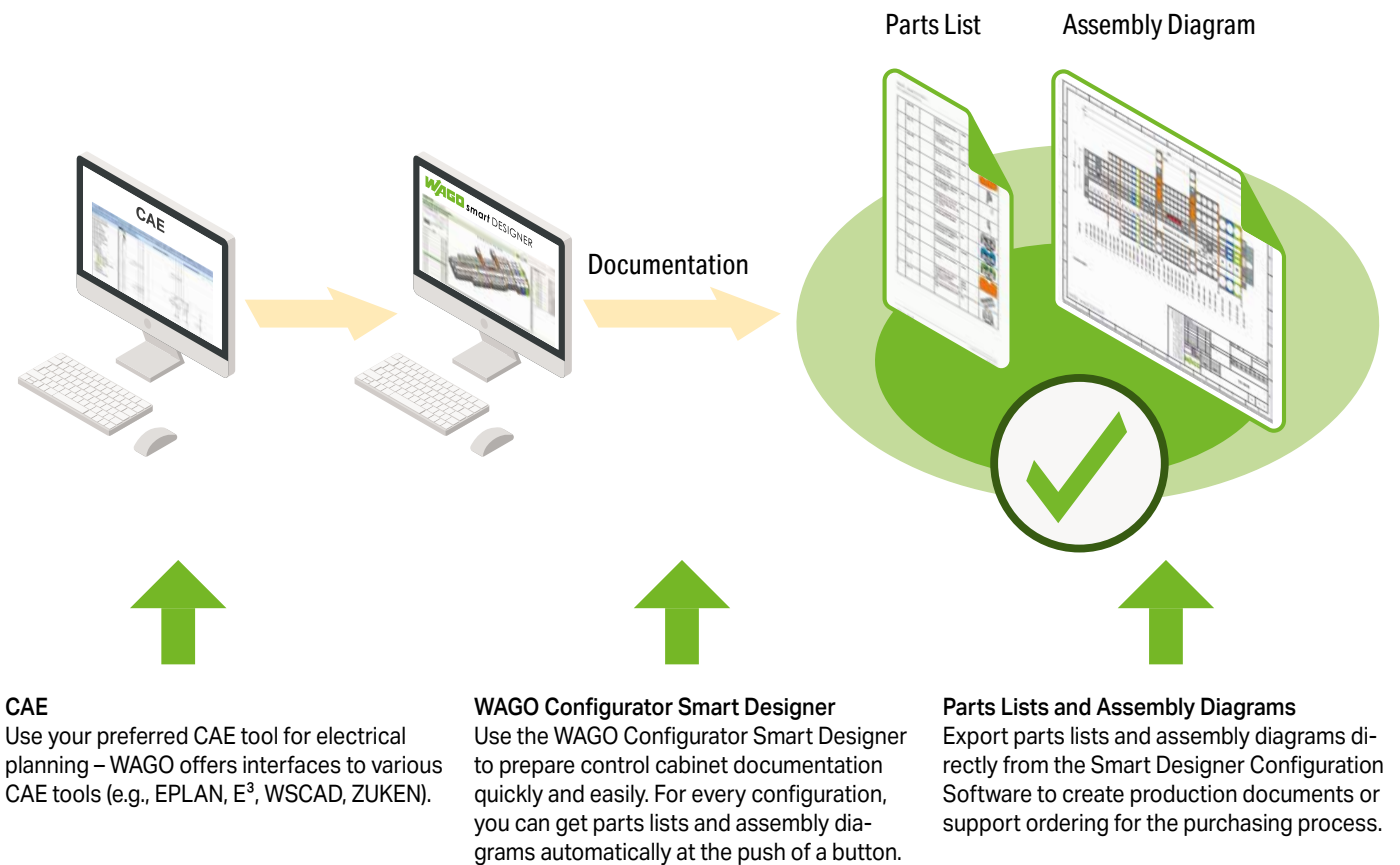 Parts List
Assembly Diagram
CAE
WAGO smart DESIGNER
Documentation
CAE
Use your preferred CAE tool for electrical
planning – WAGO offers interfaces to various
CAE tools (e.g., EPLAN, E³, WSCAD, ZUKEN).
WAGO Configurator Smart Designer
Use the WAGO Configurator Smart Designer
to prepare control cabinet documentation
quickly and easily. For every configuration,
you can get parts lists and assembly dia-
grams automatically at the push of a button.
Parts Lists and Assembly Diagrams
Export parts lists and assembly diagrams di-
rectly from the Smart Designer Configuration
Software to create production documents or
support ordering for the purchasing process.